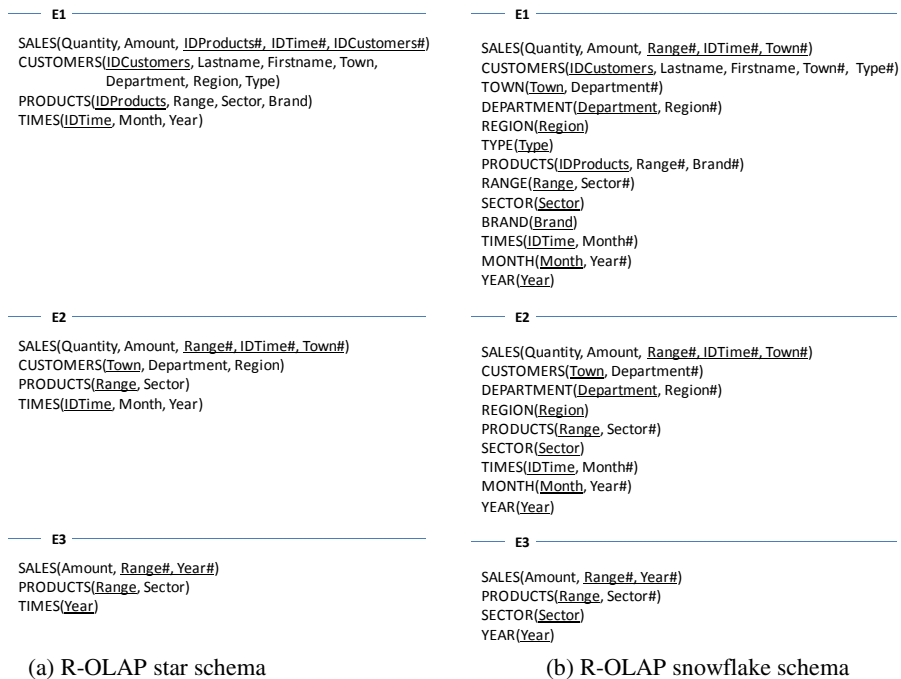 E1
SALES(Quantity, Amount, IDProducts#, IDTime#, IDCustomers#)
CUSTOMERS(IDCustomers, Lastname, Firstname, Town,
Department, Region, Type)
PRODUCTS(IDProducts, Range, Sector, Brand)
TIMES(IDTime, Month, Year)
E2
SALES(Quantity, Amount, Range#, IDTime#, Town#)
CUSTOMERS(Town, Department, Region)
PRODUCTS(Range, Sector)
TIMES(IDTime, Month, Year)
E3
SALES(Amount, Range#, Year#)
PRODUCTS(Range, Sector)
TIMES(Year)
(a) R-OLAP star schema
E1
SALES(Quantity, Amount, Range#, IDTime#, Town#)
CUSTOMERS(IDCustomers, Lastname, Firstname, Town#, Type#)
TOWN(Town, Department#)
DEPARTMENT(Department, Region#)
REGION(Region)
TYPE(Type)
PRODUCTS(IDProducts, Range#, Brand#)
RANGE(Range, Sector#)
SECTOR(Sector)
BRAND(Brand)
TIMES(IDTime, Month#)
MONTH(Month, Year#)
YEAR(Year)
E2
SALES(Quantity, Amount, Range#, IDTime#, Town#)
CUSTOMERS(Town, Department#)
DEPARTMENT(Department, Region#)
REGION(Region)
PRODUCTS(Range, Sector#)
SECTOR(Sector)
TIMES(IDTime, Month#)
MONTH(Month, Year#)
YEAR(Year)
E3
SALES(Amount, Range#, Year#)
PRODUCTS(Range, Sector#)
SECTOR(Sector)
YEAR(Year)
(b) R-OLAP snowflake schema